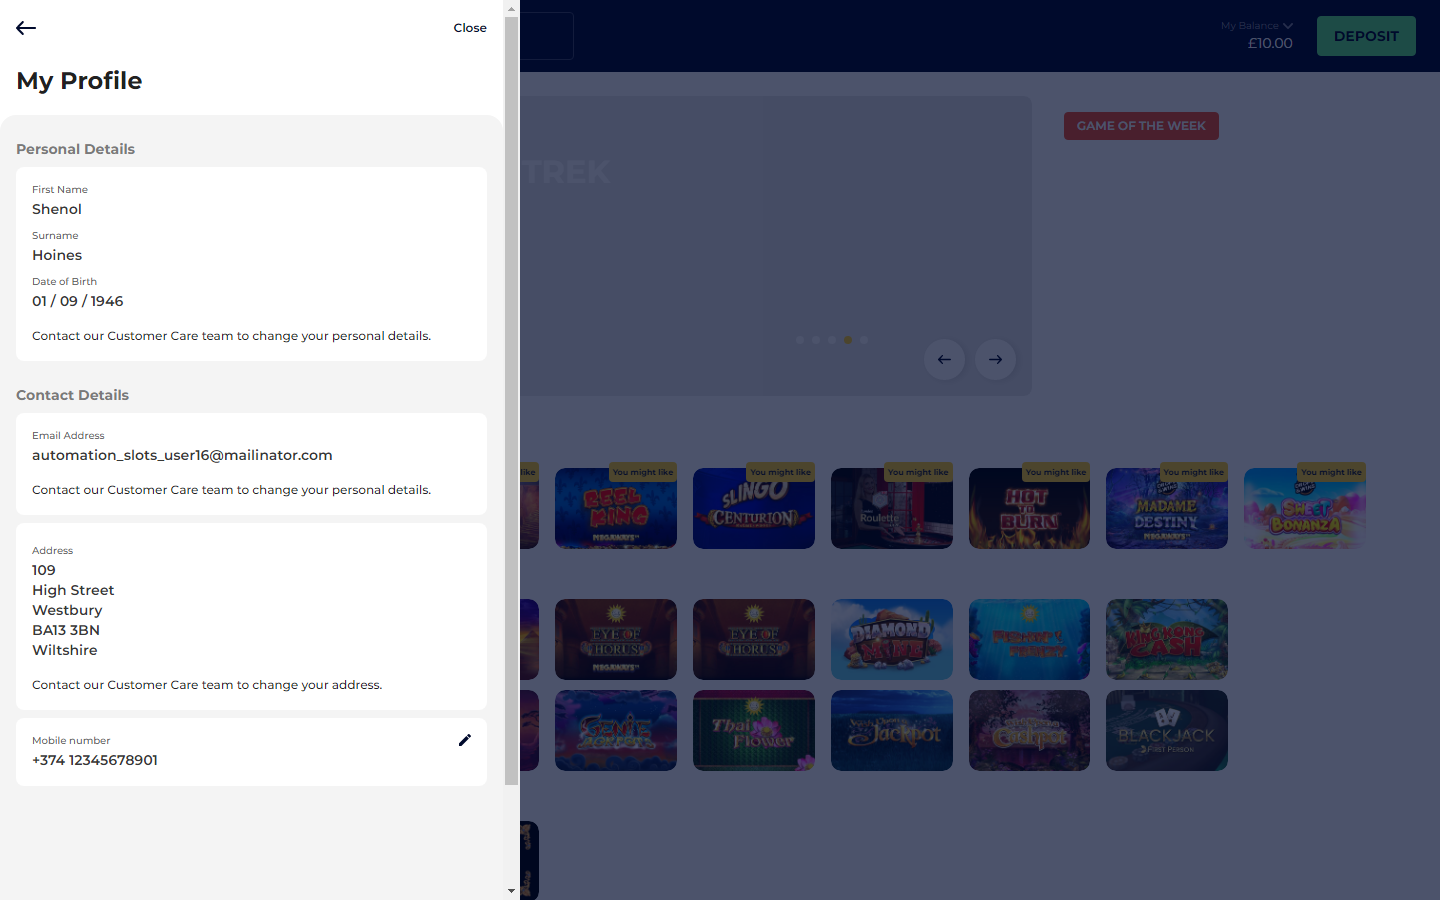 Close
My Profile
Personal Details
First Name
Shenol
Surname
Hoines
Date of Birth
01 / 09 / 1946
Contact our Customer Care team to change your personal details.
Contact Details
Email Address
automation_slots_user16@mailinator.com
Contact our Customer Care team to change your personal details.
Address
109
High Street
Westbury
BA13 3BN
Wiltshire
Contact our Customer Care team to change your address.
Mobile number
+374 12345678901
My Balance
£10.00
DEPOSIT
TREK
GAME OF THE WEEK
like
You might like
You might like
You might like
You might like
You might like
You might like
REEL KING
MEGAWAYS
SLINGO
CENTURION
Roulette
HOT TO BURN
MADAME DESTINY
MEGAWAYS
SWEET BONANZA
EYE OF HORUS
MEGAWAYS
EYE OF HORUS
DIAMOND MINE
FISHIN' FRENZY
KONG
CASH
GENIE
Thai Flower
Jackpot
BLACKJACK
FIRST PERSON